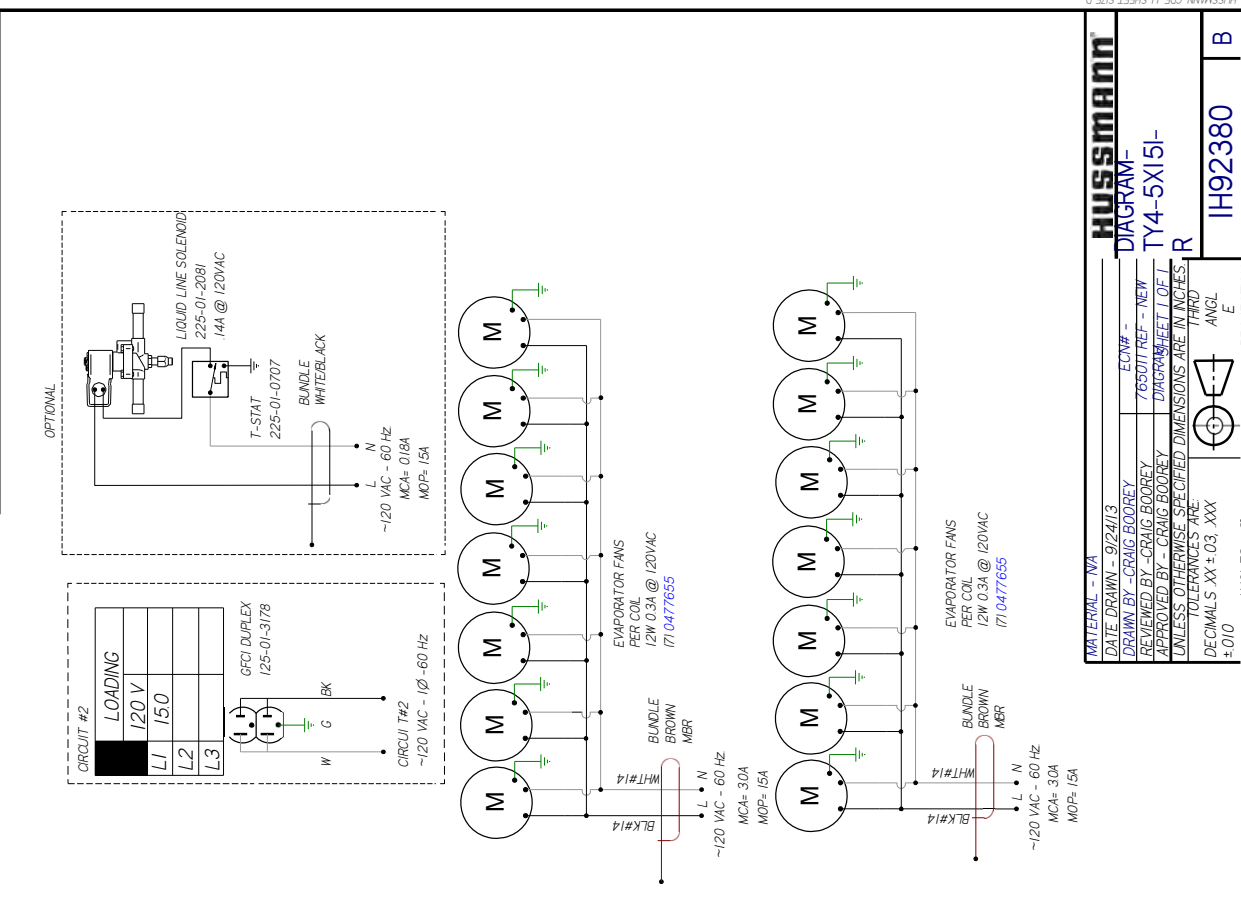 OPTIONAL
LIQUID LINE SOLENOID
225-01-2081
.14A @ 120VAC
T-STAT
225-01-0707
BUNDLE
WHITE/BLACK
L N
~120 VAC - 60 Hz
MCA= 0.18A
MOP= 15A
CIRCUIT #2
LOADING
120 V
L1 15.0
L2
L3
GFCI DUPLEX
125-01-3178
W G BK
CIRCUI T#2
~120 VAC - 1Ø -60 Hz
M
M
M
M
M
M
M
EVAPORATOR FANS
PER COIL
12W 0.3A @ 120VAC
(7) 0477655
BUNDLE
BROWN
MBR
BLK#14
WHT#14
L N
~120 VAC - 60 Hz
MCA= 3.0A
MOP= 15A
M
M
M
M
M
M
M
EVAPORATOR FANS
PER COIL
12W 0.3A @ 120VAC
(7) 0477655
BUNDLE
BROWN
MBR
BLK#14
WHT#14
L N
~120 VAC - 60 Hz
MCA= 3.0A
MOP= 15A
MATERIAL - N/A
DATE DRAWN - 9/24/13
DRAWN BY -CRAIG BOOREY
ECN# -
REVIEWED BY -CRAIG BOOREY
765011 REF - NEW
DIAGRAM
APPROVED BY - CRAIG BOOREY
SHEET 1 OF 1
UNLESS OTHERWISE SPECIFIED DIMENSIONS ARE IN INCHES.
TOLERANCES ARE:
DECIMALS .XX ±.03, .XXX
±.010
THIRD
ANGL
E
HUSSMANN
DIAGRAM-
TY4-5X151-
R
1H92380
B